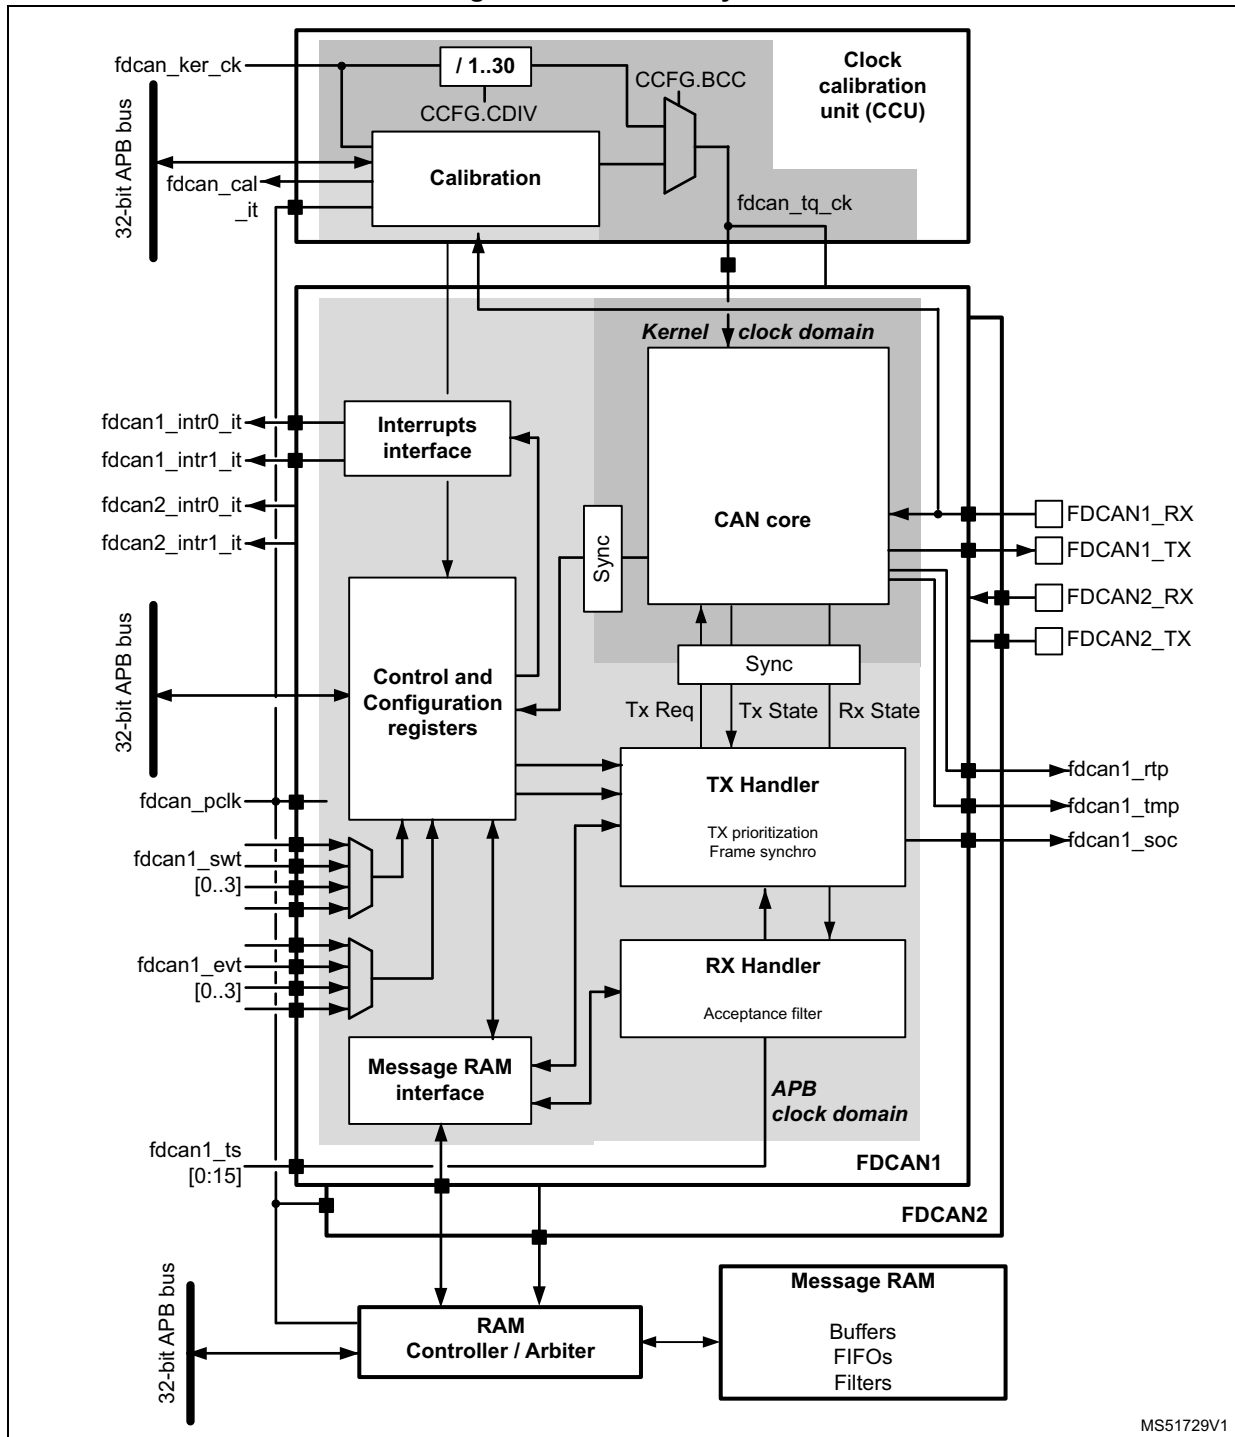 fdcan_ker_ck
/ 1..30
CCFG.CDIV
CCFG.BCC
Clock
calibration
unit (CCU)
32-bit APB bus
Calibration
fdcan_cal
_it
fdcan_tq_ck
Kernel clock domain
fdcan1_intr0_it
fdcan1_intr1_it
fdcan2_intr0_it
fdcan2_intr1_it
Interrupts
interface
CAN core
Sync
FDCAN1_RX
FDCAN1_TX
FDCAN2_RX
FDCAN2_TX
Sync
32-bit APB bus
Control and
Configuration
registers
Tx Req
Tx State
Rx State
TX Handler
TX prioritization
Frame synchro
fdcan1_rtp
fdcan1_tmp
fdcan1_soc
fdcan_pclk
fdcan1_swt
[0..3]
fdcan1_evt
[0..3]
RX Handler
Acceptance filter
Message RAM
interface
APB
clock domain
fdcan1_ts
[0:15]
FDCAN1
FDCAN2
32-bit APB bus
RAM
Controller / Arbiter
Message RAM
Buffers
FIFOs
Filters
MS51729V1